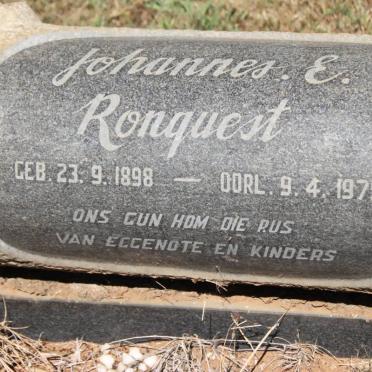 Johannes. E.
Ronquest
GEB. 23. 9. 1898 — OORL. 9. 4. 197
ONS GUN HOM DIE RUS
VAN EGGENOTE EN KINDERS